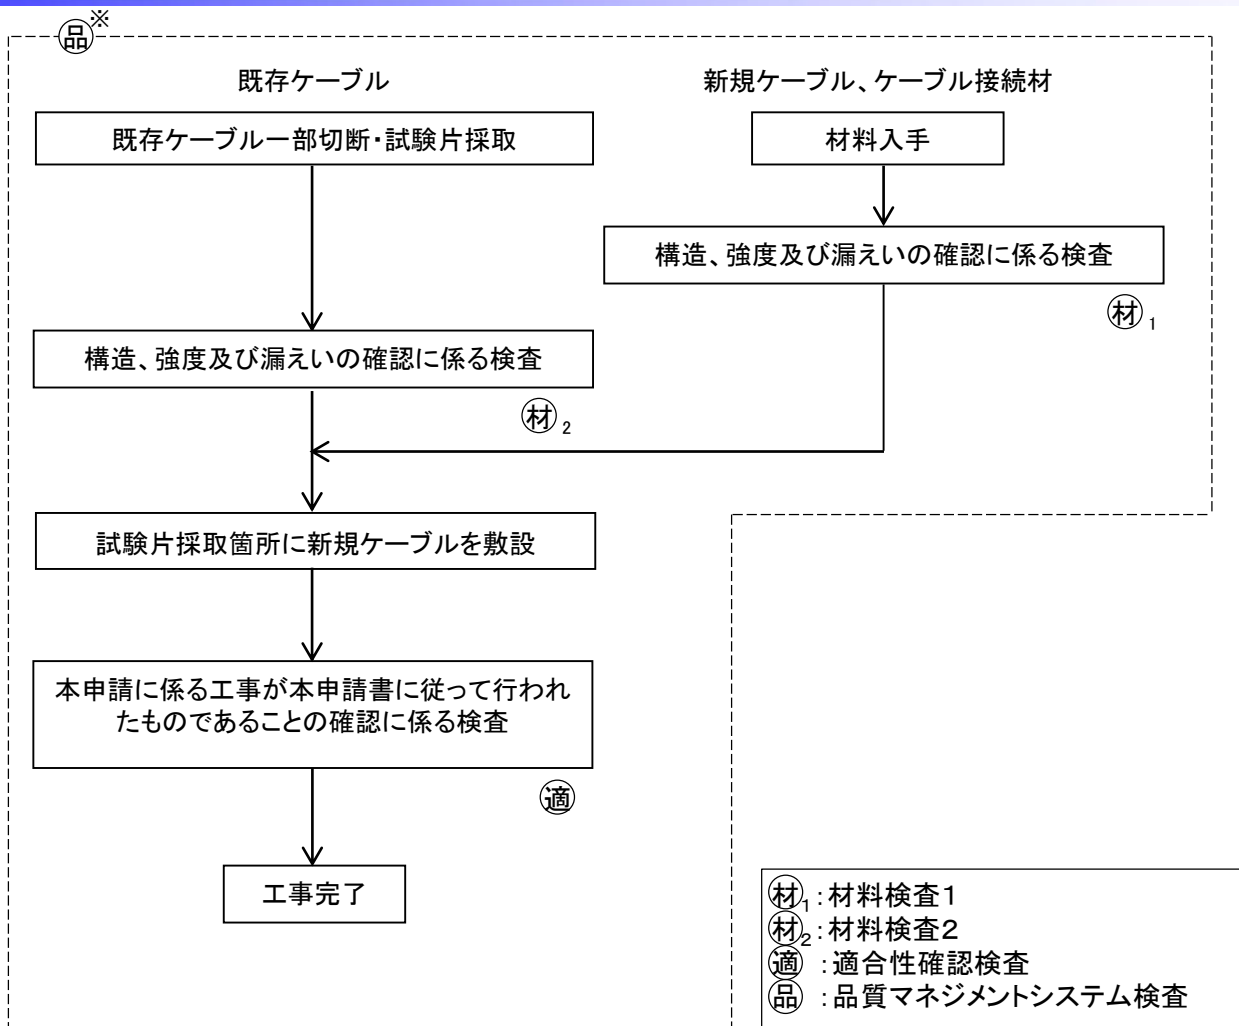 品※
既存ケーブル
新規ケーブル、ケーブル接続材
既存ケーブル一部切断・試験片採取
材料入手
構造、強度及び漏えいの確認に係る検査
材1
構造、強度及び漏えいの確認に係る検査
材2
試験片採取箇所に新規ケーブルを敷設
本申請に係る工事が本申請書に従って行われ
たものであることの確認に係る検査
適
工事完了
材1:材料検査1
材2:材料検査2
適:適合性確認検査
品:品質マネジメントシステム検査